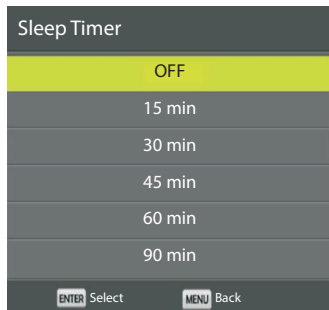 Sleep Timer
OFF
15 min
30 min
45 min
60 min
90 min
ENTER Select MENU Back